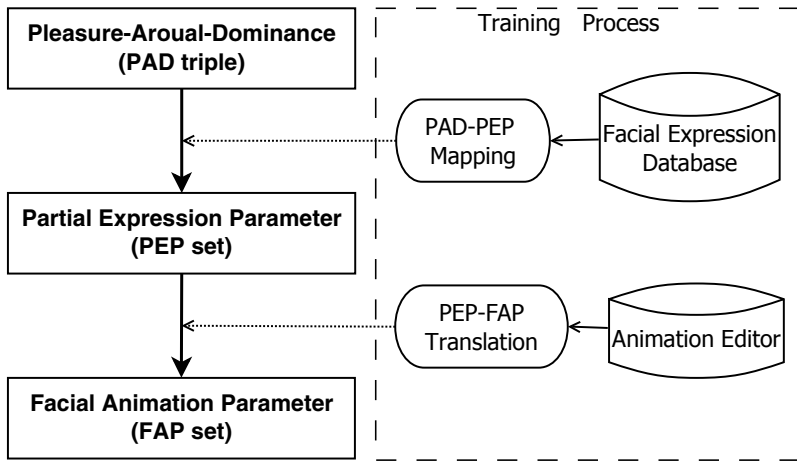 Pleasure-Aroual-Dominance
(PAD triple)
Training Process
PAD-PEP
Mapping
Facial Expression
Database
Partial Expression Parameter
(PEP set)
PEP-FAP
Translation
Animation Editor
Facial Animation Parameter
(FAP set)